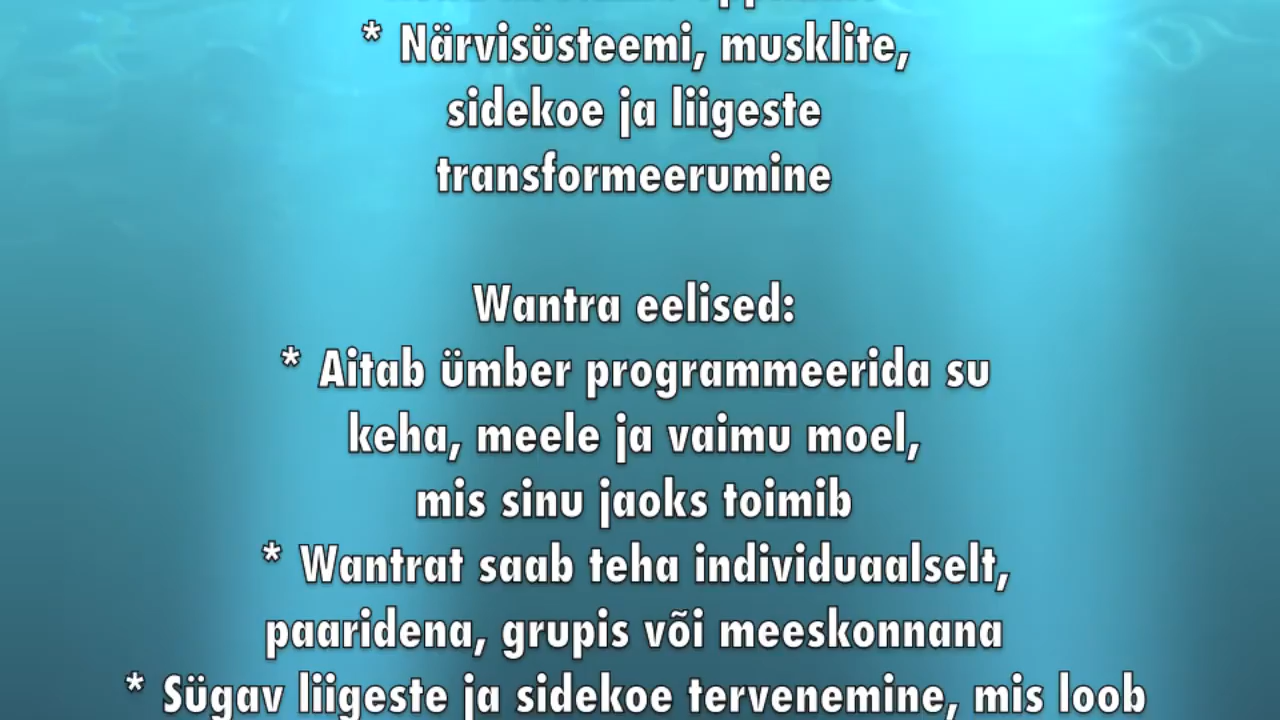 * Närvisüsteemi, musklite,
sidekoe ja liigeste
transformeerumine
Wantra eelised:
* Aitab ümber programmeerida su
keha, meele ja vaimu moel,
mis sinu jaoks toimib
* Wantrat saab teha individuaalselt,
paaridena, grupis või meeskonnana
* Sügav liigeste ja sidekoe tervenemine, mis loob